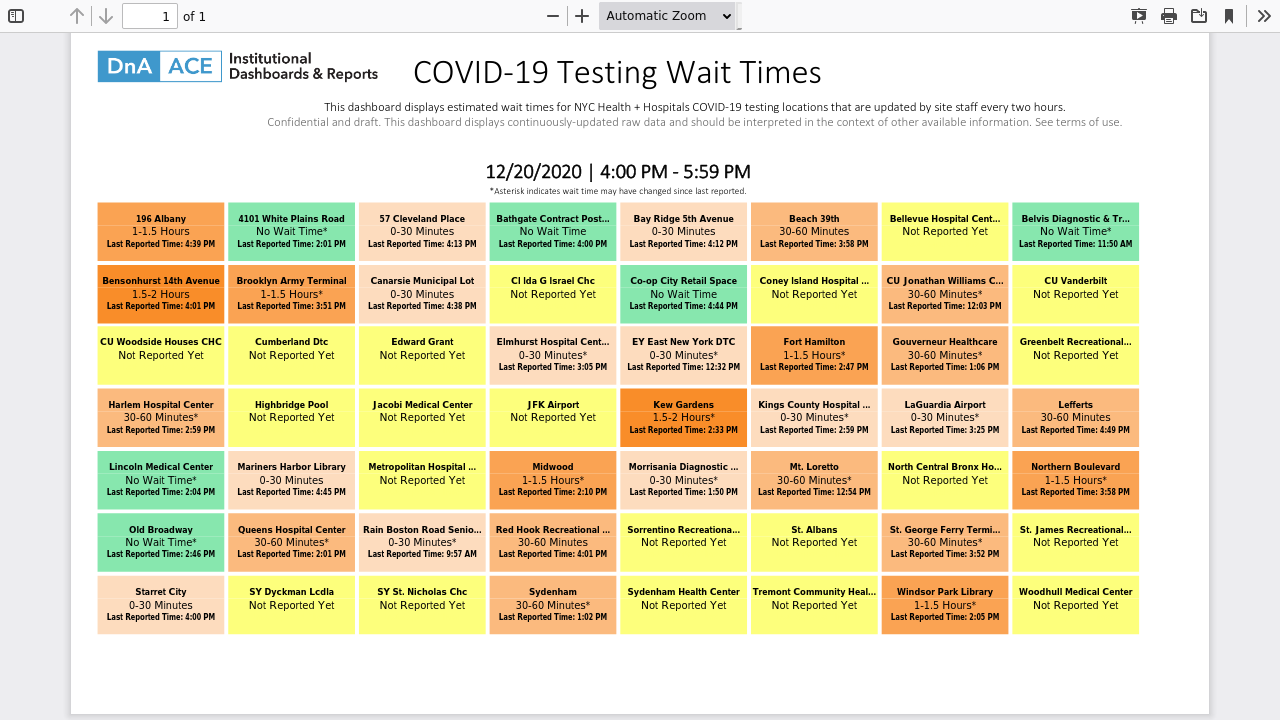 1 of 1 Automatic Zoom
DnA ACE Institutional
Dashboards & Reports
COVID-19 Testing Wait Times
This dashboard displays estimated wait times for NYC Health + Hospitals COVID-19 testing locations that are updated by site staff every two hours.
Confidential and draft. This dashboard displays continuously-updated raw data and should be interpreted in the context of other available information. See terms of use.
12/20/2020 | 4:00 PM - 5:59 PM
*Asterisk indicates wait time may have changed since last reported.
196 Albany
1-1.5 Hours
Last Reported Time: 4:39 PM
4101 White Plains Road
No Wait Time*
Last Reported Time: 2:01 PM
57 Cleveland Place
0-30 Minutes
Last Reported Time: 4:13 PM
Bathgate Contract Post...
No Wait Time
Last Reported Time: 4:00 PM
Bay Ridge 5th Avenue
0-30 Minutes
Last Reported Time: 4:12 PM
Beach 39th
30-60 Minutes
Last Reported Time: 3:58 PM
Bellevue Hospital Cent...
Not Reported Yet
Belvis Diagnostic & Tr...
No Wait Time*
Last Reported Time: 11:50 AM
Bensonhurst 14th Avenue
1.5-2 Hours
Last Reported Time: 4:01 PM
Brooklyn Army Terminal
1-1.5 Hours*
Last Reported Time: 3:51 PM
Canarsie Municipal Lot
0-30 Minutes
Last Reported Time: 4:38 PM
Cl Ida G Israel Chc
Not Reported Yet
Co-op City Retail Space
No Wait Time
Last Reported Time: 4:44 PM
Coney Island Hospital ...
Not Reported Yet
CU Jonathan Williams C...
30-60 Minutes*
Last Reported Time: 12:03 PM
CU Vanderbilt
Not Reported Yet
CU Woodside Houses CHC
Not Reported Yet
Cumberland Dtc
Not Reported Yet
Edward Grant
Not Reported Yet
Elmhurst Hospital Cent...
0-30 Minutes*
Last Reported Time: 3:05 PM
EY East New York DTC
0-30 Minutes*
Last Reported Time: 12:32 PM
Fort Hamilton
1-1.5 Hours*
Last Reported Time: 2:47 PM
Gouverneur Healthcare
30-60 Minutes*
Last Reported Time: 1:06 PM
Greenbelt Recreational...
Not Reported Yet
Harlem Hospital Center
30-60 Minutes*
Last Reported Time: 2:59 PM
Highbridge Pool
Not Reported Yet
Jacobi Medical Center
Not Reported Yet
JFK Airport
Not Reported Yet
Kew Gardens
1.5-2 Hours*
Last Reported Time: 2:33 PM
Kings County Hospital ...
0-30 Minutes*
Last Reported Time: 2:59 PM
LaGuardia Airport
0-30 Minutes*
Last Reported Time: 3:25 PM
Lefferts
30-60 Minutes
Last Reported Time: 4:49 PM
Lincoln Medical Center
No Wait Time*
Last Reported Time: 2:04 PM
Mariners Harbor Library
0-30 Minutes
Last Reported Time: 4:45 PM
Metropolitan Hospital ...
Not Reported Yet
Midwood
1-1.5 Hours*
Last Reported Time: 2:10 PM
Morrisania Diagnostic ...
0-30 Minutes*
Last Reported Time: 1:50 PM
Mt. Loretto
30-60 Minutes*
Last Reported Time: 12:54 PM
North Central Bronx Ho...
Not Reported Yet
Northern Boulevard
1-1.5 Hours*
Last Reported Time: 3:58 PM
Old Broadway
No Wait Time*
Last Reported Time: 2:46 PM
Queens Hospital Center
30-60 Minutes*
Last Reported Time: 2:01 PM
Rain Boston Road Senio...
0-30 Minutes*
Last Reported Time: 9:57 AM
Red Hook Recreational ...
30-60 Minutes
Last Reported Time: 4:01 PM
Sorrentino Recreationa...
Not Reported Yet
St. Albans
Not Reported Yet
St. George Ferry Termi...
30-60 Minutes*
Last Reported Time: 3:52 PM
St. James Recreational...
Not Reported Yet
Starret City
0-30 Minutes
Last Reported Time: 4:00 PM
SY Dyckman Lcdla
Not Reported Yet
SY St. Nicholas Chc
Not Reported Yet
Sydenham
30-60 Minutes*
Last Reported Time: 1:02 PM
Sydenham Health Center
Not Reported Yet
Tremont Community Heal...
Not Reported Yet
Windsor Park Library
1-1.5 Hours*
Last Reported Time: 2:05 PM
Woodhull Medical Center
Not Reported Yet